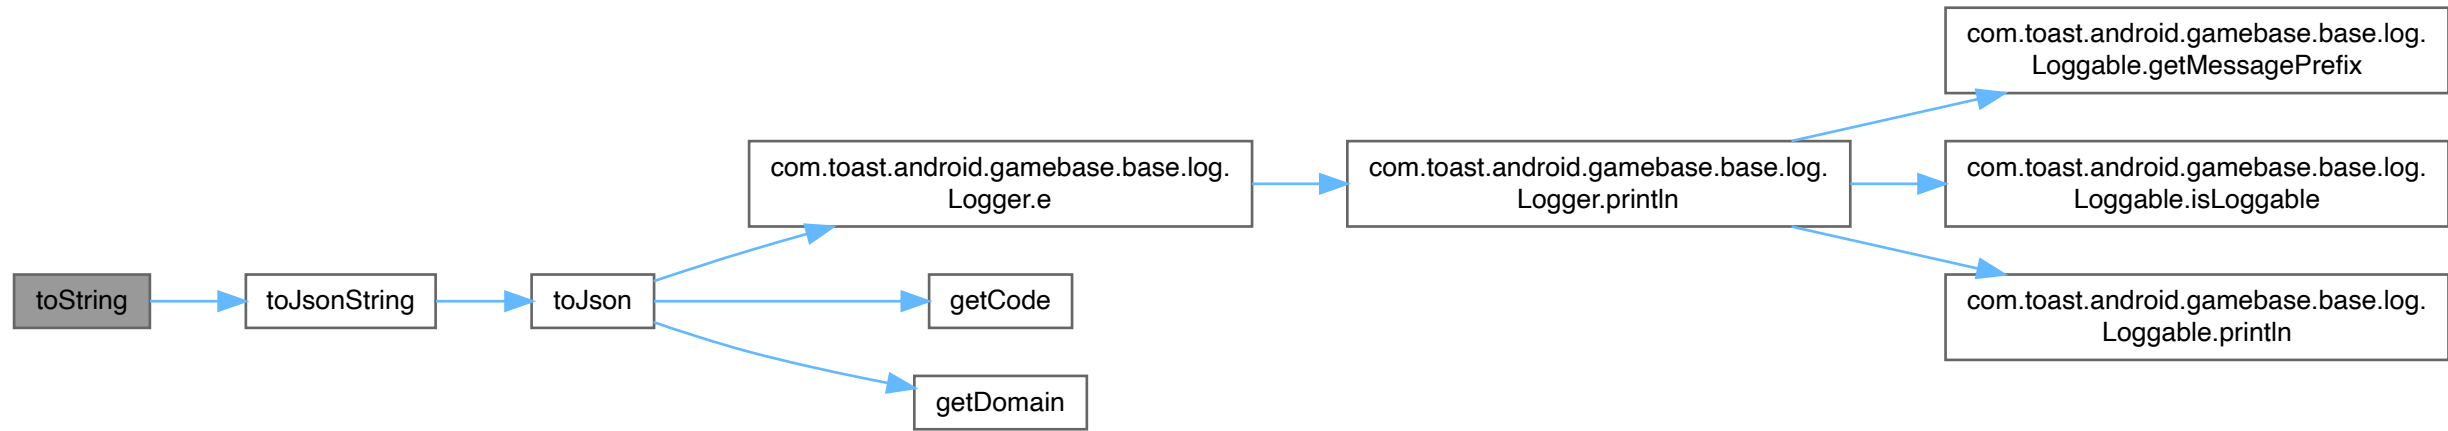 toString
toJsonString
toJson
com.toast.android.gamebase.base.log.
Logger.e
getCode
getDomain
com.toast.android.gamebase.base.log.
Logger.println
com.toast.android.gamebase.base.log.
Loggable.getMessagePrefix
com.toast.android.gamebase.base.log.
Loggable.isLoggable
com.toast.android.gamebase.base.log.
Loggable.println